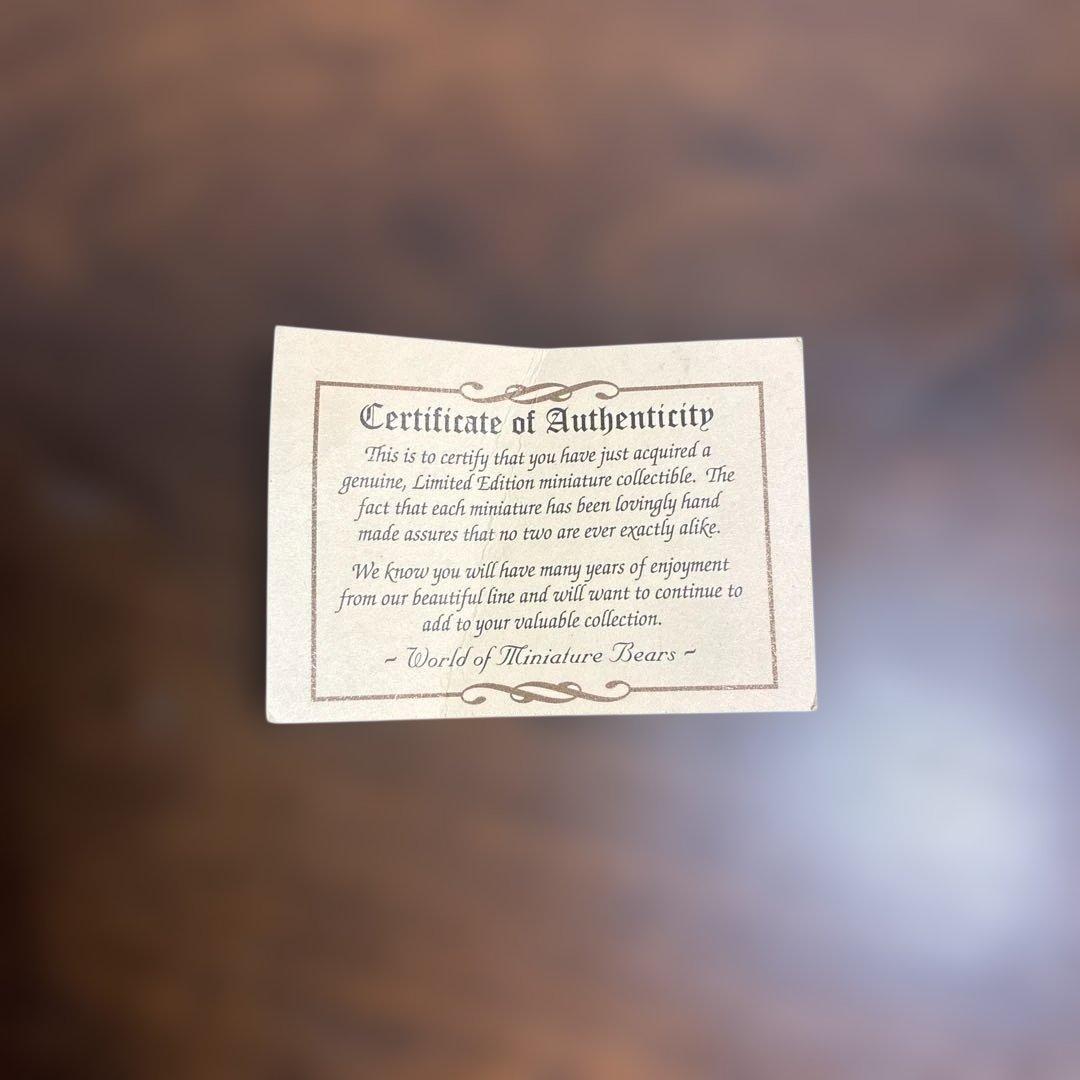 Certificate of Authenticity
This is to certify that you have just acquired a
genuine, Limited Edition miniature collectible. The
fact that each miniature has been lovingly hand
made assures that no two are ever exactly alike.
We know you will have many years of enjoyment
from our beautiful line and will want to continue to
add to your valuable collection.
~ World of Miniature Bears ~